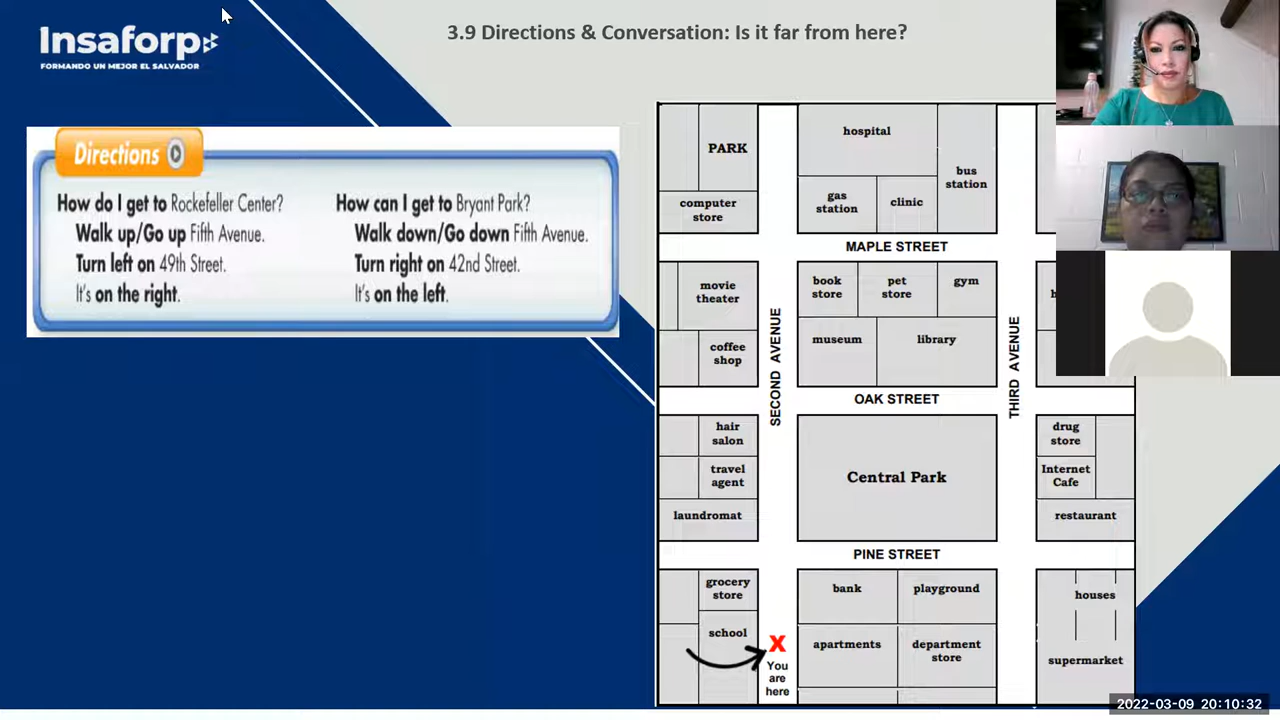 Insaforp
FORMANDO UN MEJOR EL SALVADOR
3.9 Directions & Conversation: Is it far from here?
Directions
How do I get to Rockefeller Center?
Walk up/Go up Fifth Avenue.
Turn left on 49th Street.
It's on the right.
How can I get to Bryant Park?
Walk down/Go down Fifth Avenue.
Turn right on 42nd Street.
It's on the left.
PARK
hospital
bus
station
computer
store
gas
station
clinic
MAPLE STREET
movie
theater
book
store
pet
store
gym
coffee
shop
museum
library
SECOND AVENUE
THIRD AVENUE
OAK STREET
hair
salon
drug
store
travel
agent
Central Park
Internet
Cafe
laundromat
restaurant
PINE STREET
grocery
store
bank
playground
houses
school
apartments
department
store
supermarket
X
You
are
here
2022-03-09 20:10:32